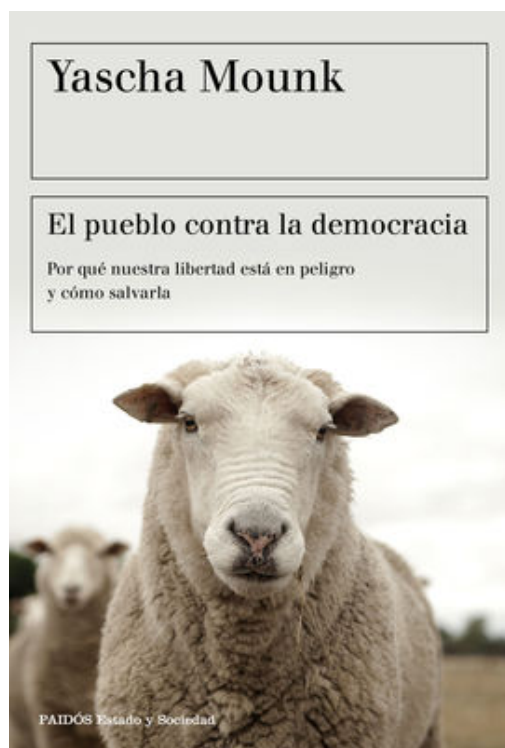 Yascha Mounk
El pueblo contra la democracia
Por qué nuestra libertad está en peligro
y cómo salvarla
PAIDÓS Estado y Sociedad